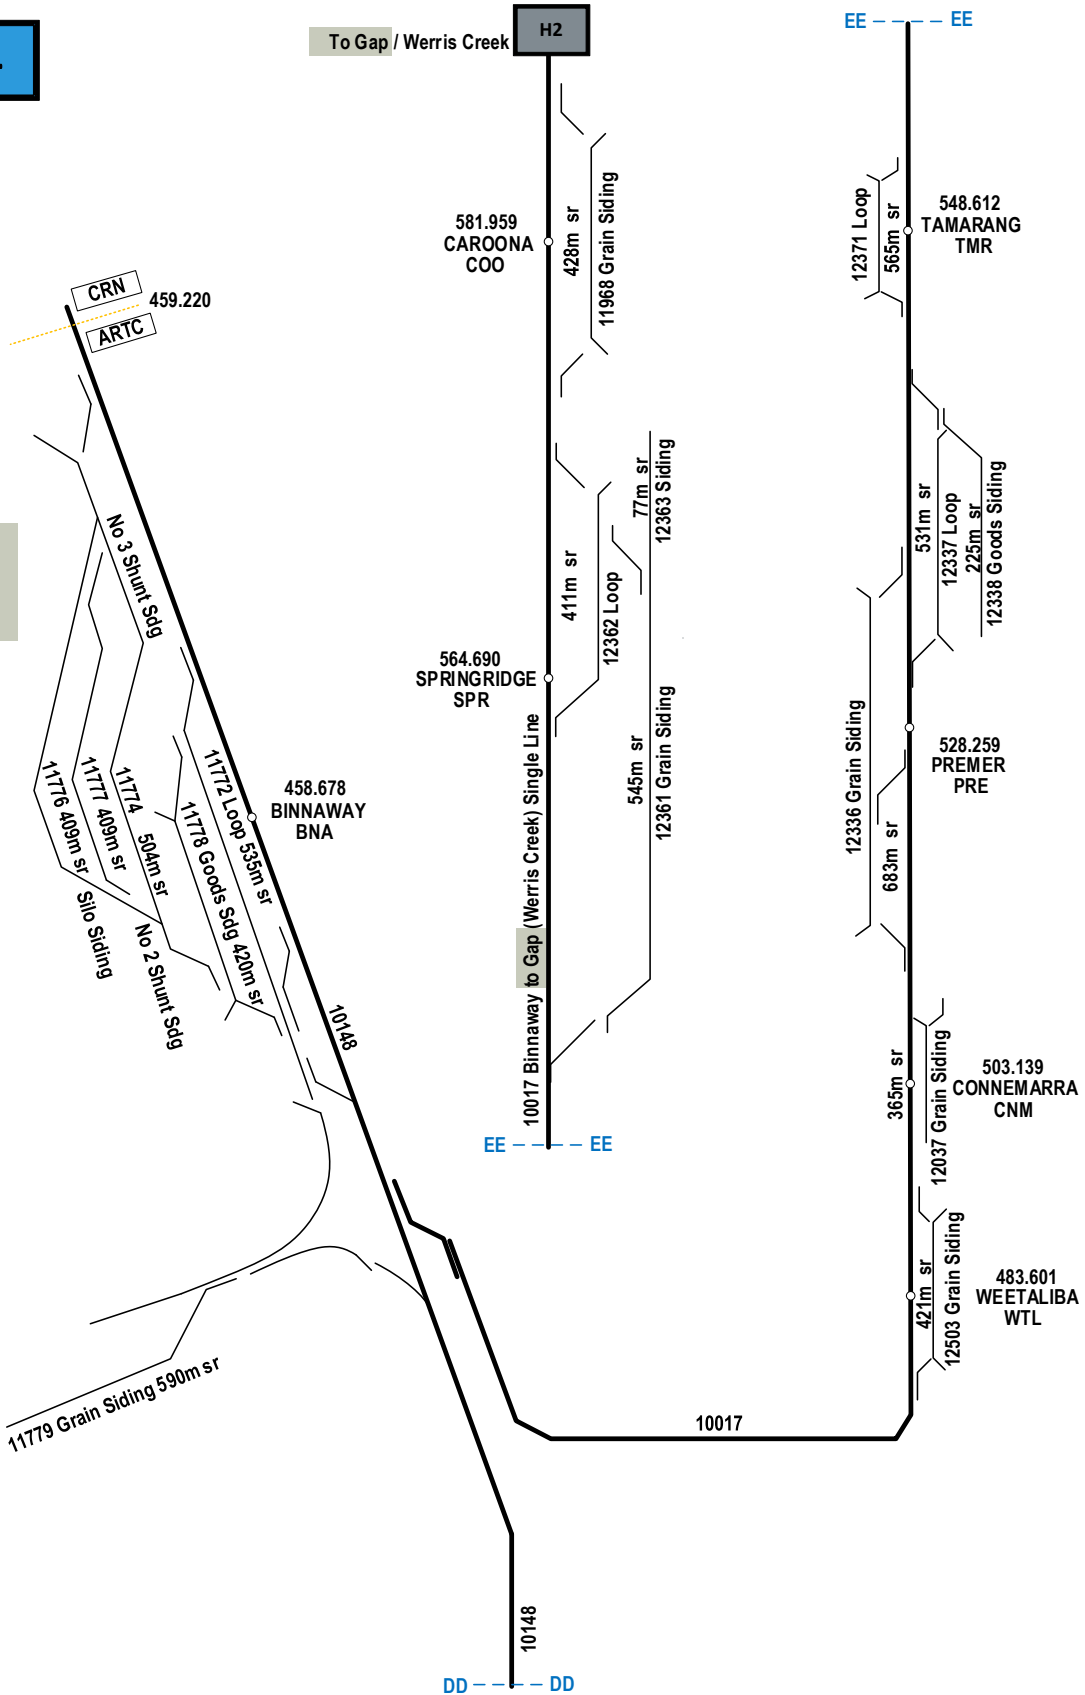 To Gap / Werris Creek
H2
EE
EE
581.959
CAROONA
COO
428m sr
11968 Grain Siding
12371 Loop
565m sr
548.612
TAMARANG
TMR
CRN
459.220
ARTC
77m sr
12363 Siding
411m sr
12362 Loop
564.690
SPRINGRIDGE
SPR
545m sr
12361 Grain Siding
10017 Binnaway to Gap (Werris Creek) Single Line
EE
EE
531m sr
12337 Loop
225m sr
12338 Goods Siding
12336 Grain Siding
683m sr
528.259
PREMER
PRE
No 3 Shunt Sdg
11776 409m sr
Silo Siding
11777 409m sr
11774 504m sr
No 2 Shunt Sdg
11778 Goods Sdg 420m sr
11772 Loop 535m sr
458.678
BINNAWAY
BNA
10148
365m sr
12037 Grain Siding
503.139
CONNEMARRA
CNM
421m sr
12503 Grain Siding
483.601
WEETALIBA
WTL
11779 Grain Siding 590m sr
10017
10148
DD
DD